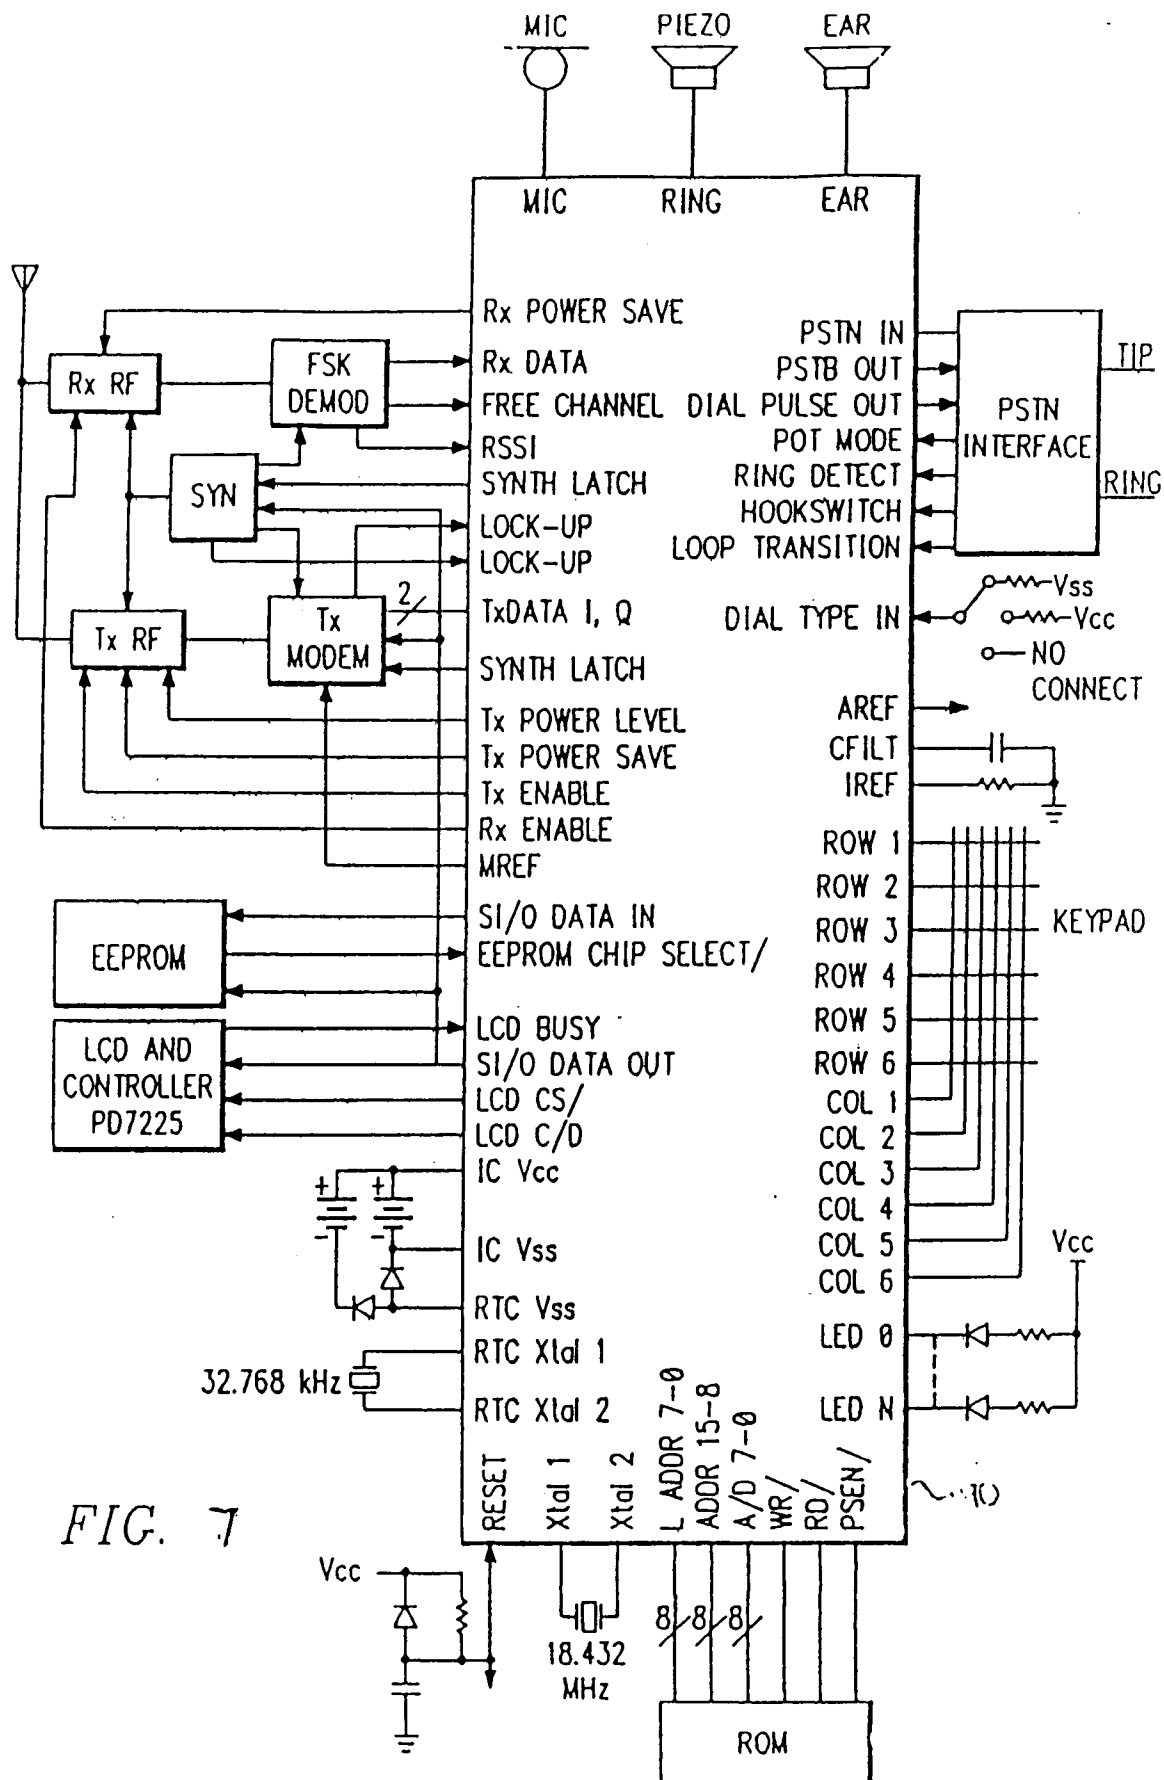 MIC PIEZO EAR
MIC RING EAR
Rx POWER SAVE
Rx DATA
FREE CHANNEL
RSSI
SYNTH LATCH
LOCK-UP
LOCK-UP
TxDATA I, Q
SYNTH LATCH
Tx POWER LEVEL
Tx POWER SAVE
Tx ENABLE
Rx ENABLE
MREF
SI/O DATA IN
EEPROM CHIP SELECT/
LCD BUSY
SI/O DATA OUT
LCD CS/
LCD C/D
IC Vcc
IC Vss
RTC Vss
RTC Xtal 1
RTC Xtal 2
Rx RF
FSK
DEMOD
SYN
2
Tx RF
Tx
MODEM
EEPROM
LCD AND
CONTROLLER
PD7225
+ +
- -
32.768 kHz
PSTN IN
PSTB OUT
DIAL PULSE OUT
POT MODE
RING DETECT
HOOKSWITCH
LOOP TRANSITION
DIAL TYPE IN
AREF
CFILT
IREF
ROW 1
ROW 2
ROW 3
ROW 4
ROW 5
ROW 6
COL 1
COL 2
COL 3
COL 4
COL 5
COL 6
LED 0
LED N
PSTN
INTERFACE
TIP
RING
Vss
Vcc
NO
CONNECT
KEYPAD
Vcc
RESET
Xtal 1
Xtal 2
L ADDR 7-0
ADDR 15-8
A/D 7-0
WR/
RD/
PSEN/
FIG. 7
Vcc
18.432
MHz
8 8 8
ROM